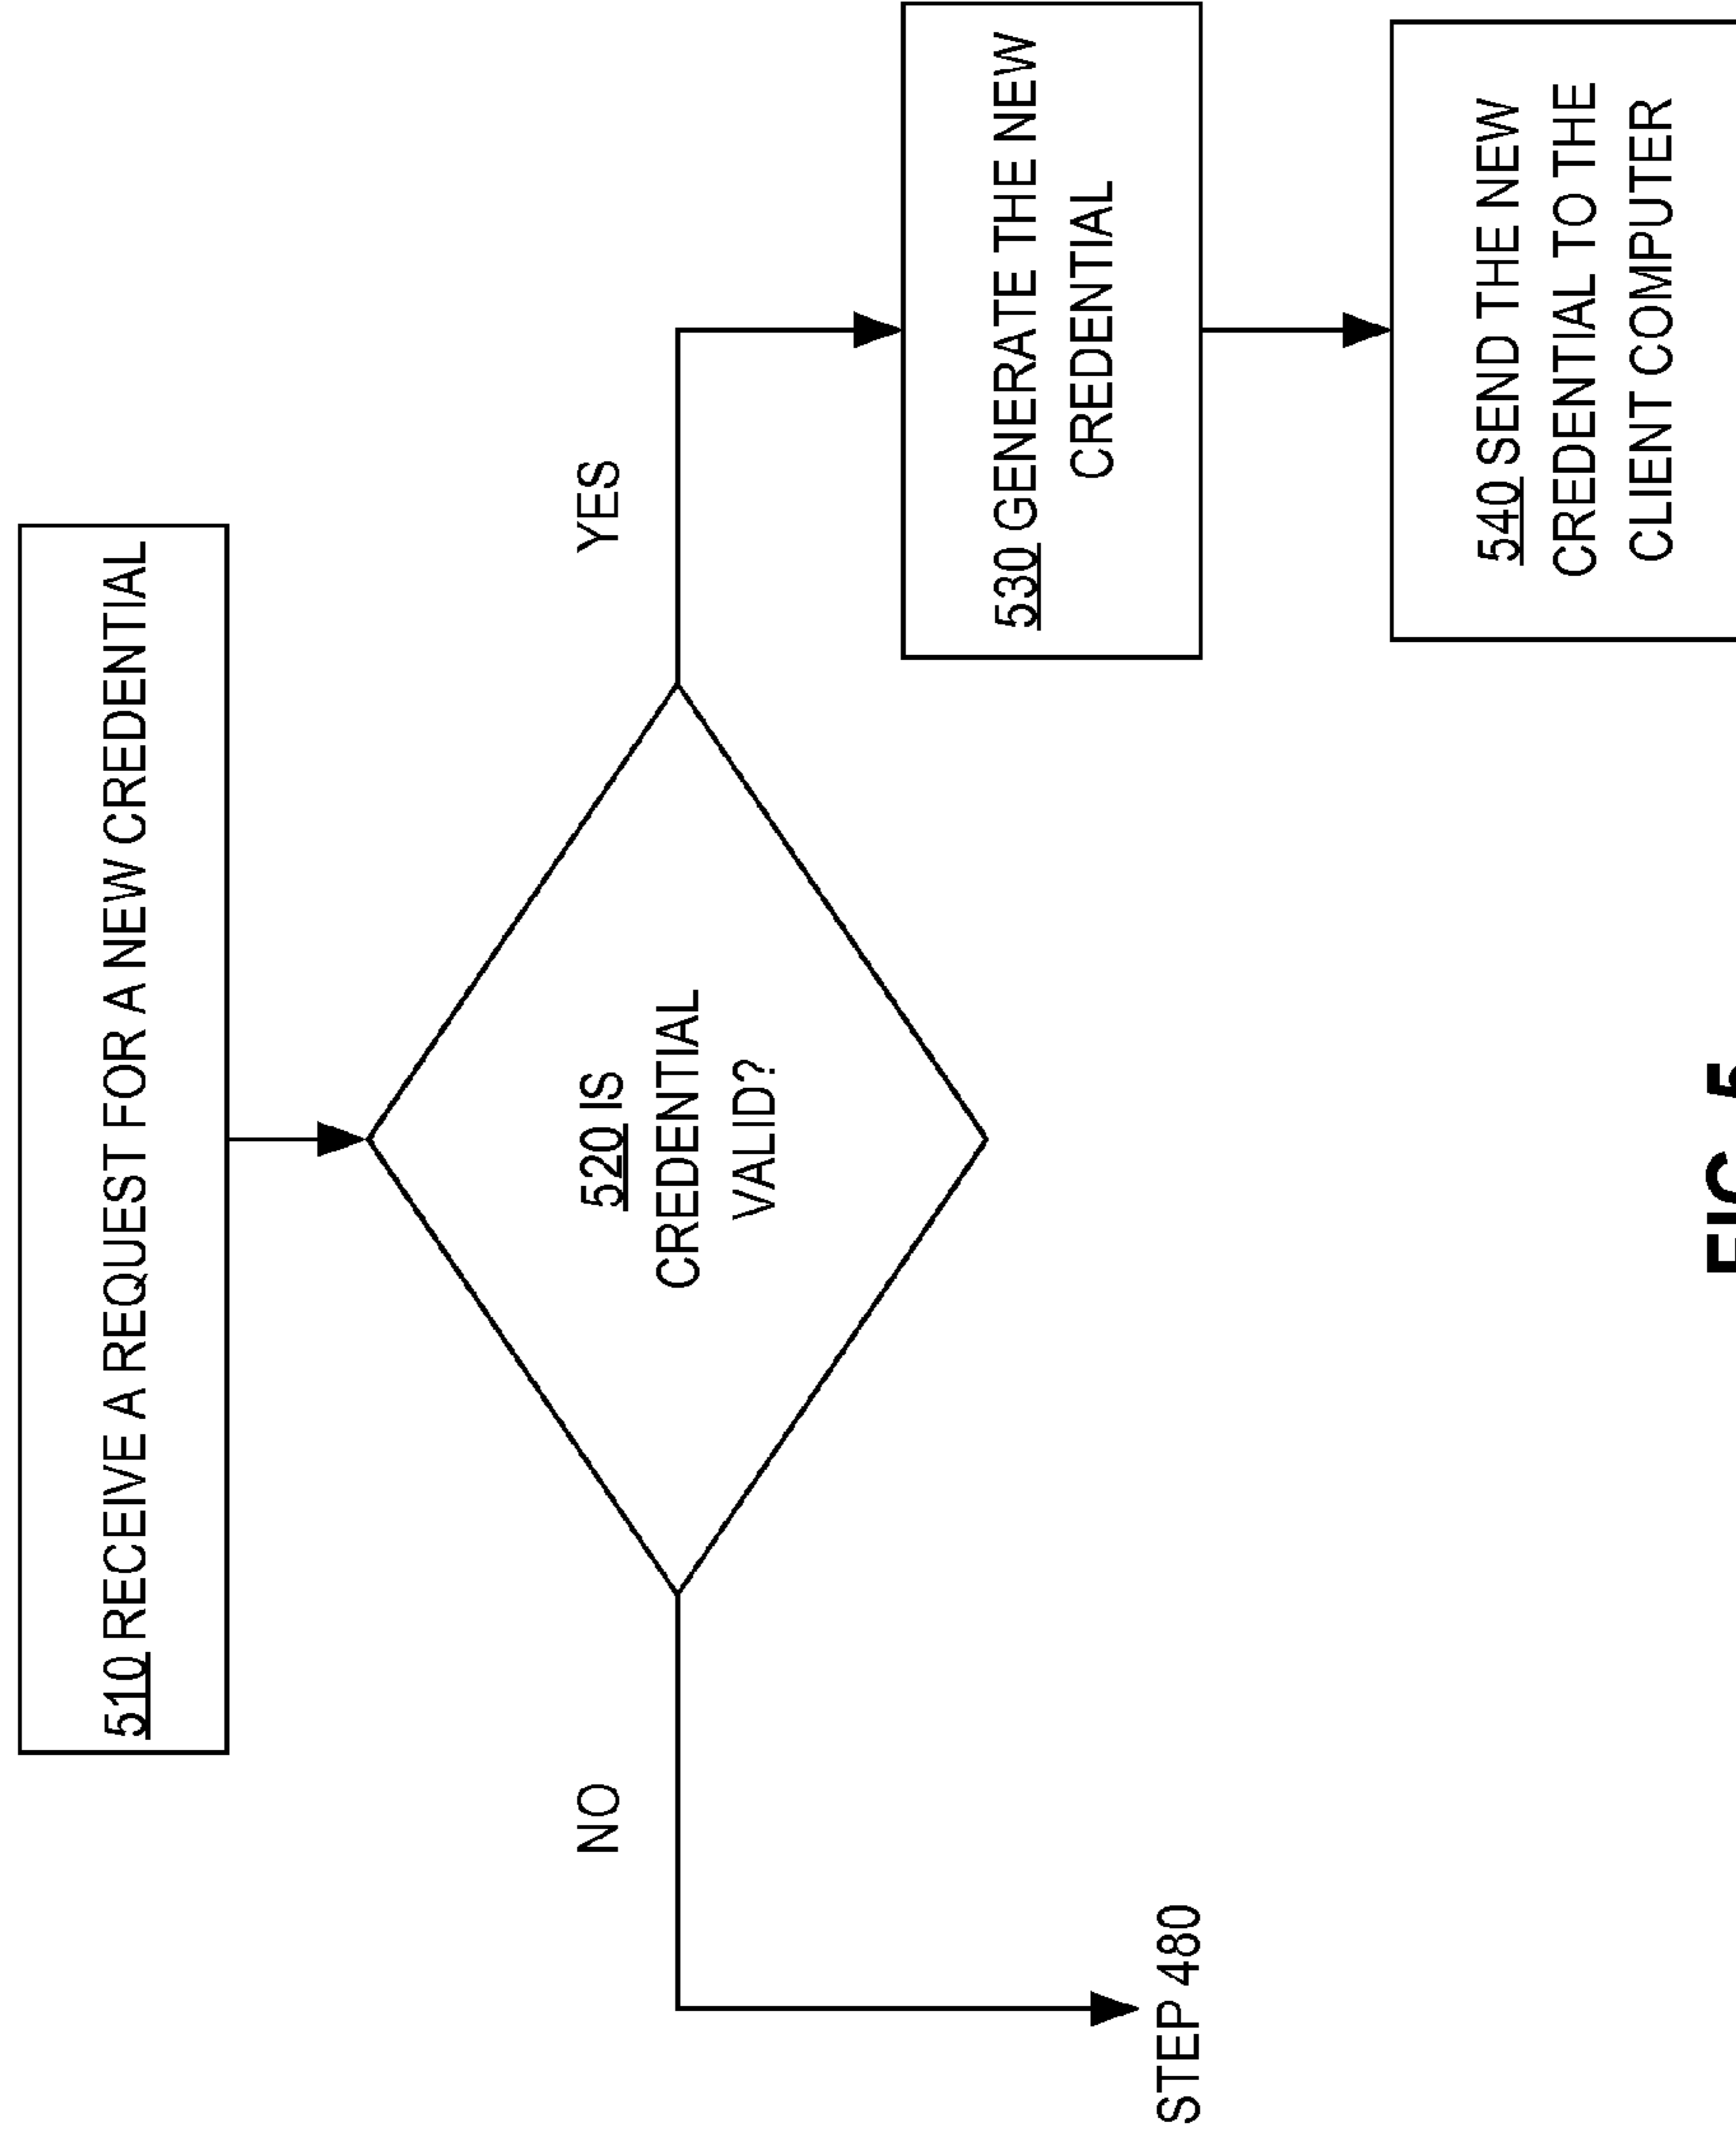 510 RECEIVE A REQUEST FOR A NEW CREDENTIAL
520 IS
CREDENTIAL
VALID?
NO
YES
STEP 480
530 GENERATE THE NEW
CREDENTIAL
540 SEND THE NEW
CREDENTIAL TO THE
CLIENT COMPUTER